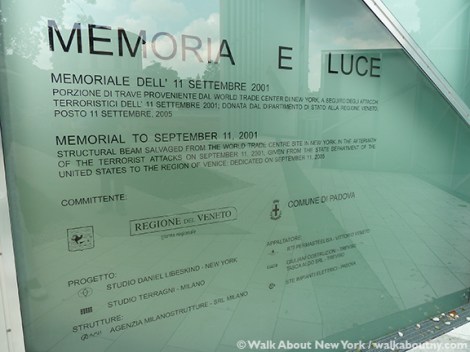 MEMORIA E LUCE
MEMORIALE DELL' 11 SETTEMBRE 2001
PORZIONE DI TRAVE PROVENIENTE DAL WORLD TRADE CENTER DI NEW YORK, A SEGUITO DEGLI ATTACCHI
TERRORISTICI DELL' 11 SETTEMBRE 2001; DONATA DAL DIPARTIMENTO DI STATO ALLA REGIONE VENETO
POSTO 11 SETTEMBRE, 2005
MEMORIAL TO SEPTEMBER 11, 2001
STRUCTURAL BEAM SALVAGED FROM THE WORLD TRADE CENTRE SITE IN NEW YORK IN THE AFTERMATH
OF THE TERRORIST ATTACKS ON SEPTEMBER 11, 2001, GIVEN FROM THE STATE DEPARTMENT OF THE
UNITED STATES TO THE REGION OF VENICE DEDICATED ON SEPTEMBER 11, 2005
COMMITTENTE:
REGIONE DEL VENETO
giunta regionale
COMUNE DI PADOVA
PROGETTO:
STUDIO DANIEL LIBESKIND - NEW YORK
STUDIO TERRAGNI - MILANO
STRUTTURE:
AGENZIA MILANOSTRUTTURE - SRL MILANO
APPALTATORE:
VITTORIO VENETO
© Walk About New York / walkaboutny.com